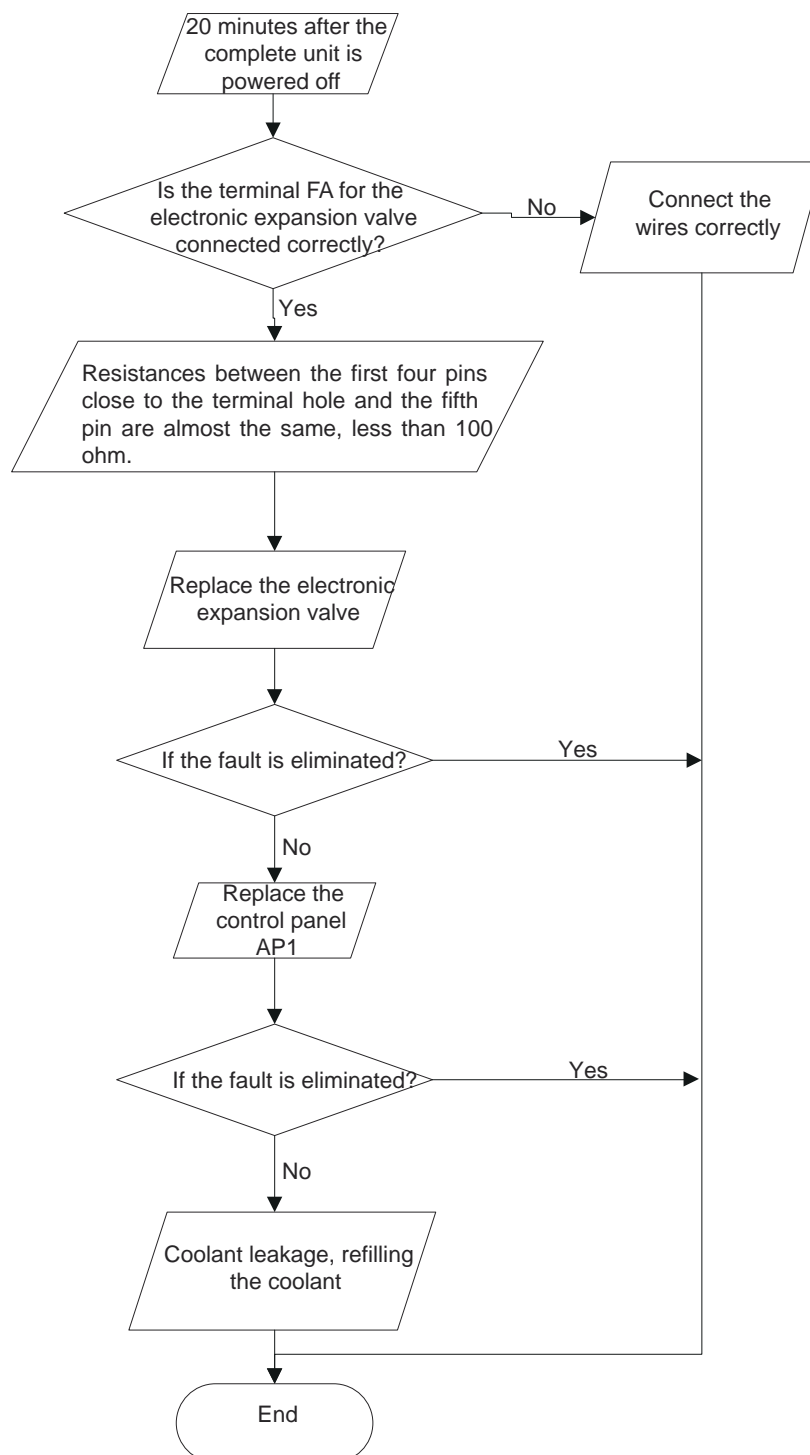 20 minutes after the
complete unit is
powered off
Is the terminal FA for the
electronic expansion valve
connected correctly?
No
Connect the
wires correctly
Yes
Resistances between the first four pins
close to the terminal hole and the fifth
pin are almost the same, less than 100
ohm.
Replace the electronic
expansion valve
If the fault is eliminated?
Yes
No
Replace the
control panel
AP1
If the fault is eliminated?
Yes
No
Coolant leakage, refilling
the coolant
End